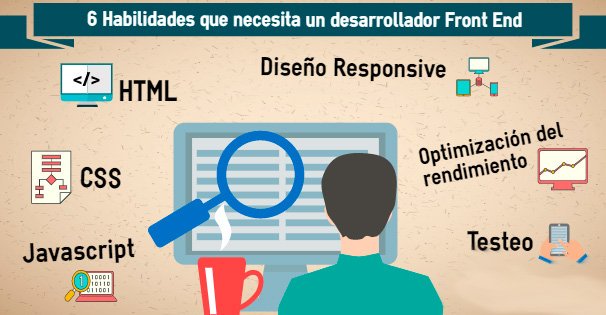 6 Habilidades que necesita un desarrollador Front End
</>
HTML
Diseño Responsive
CSS
Optimización del
rendimiento
Javascript
Testeo